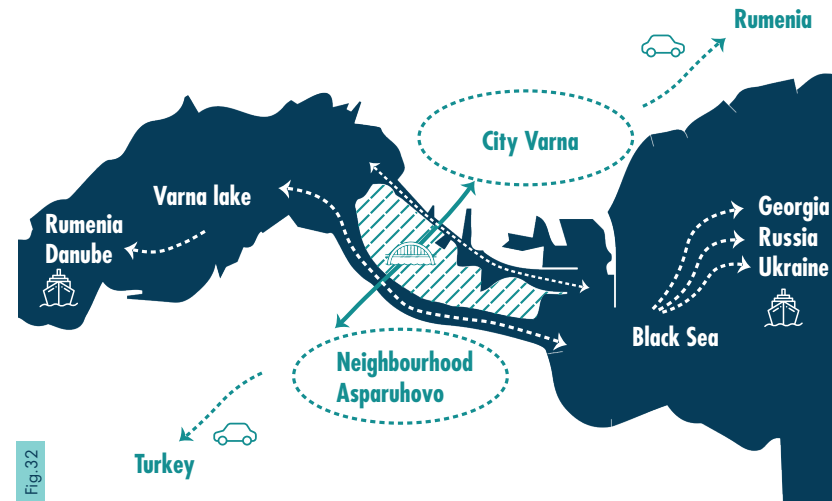 Rumenia
City Varna
Varna lake
Rumenia
Danube
Georgia
Russia
Ukraine
Black Sea
Neighbourhood
Asparuhovo
Turkey
Fig.32